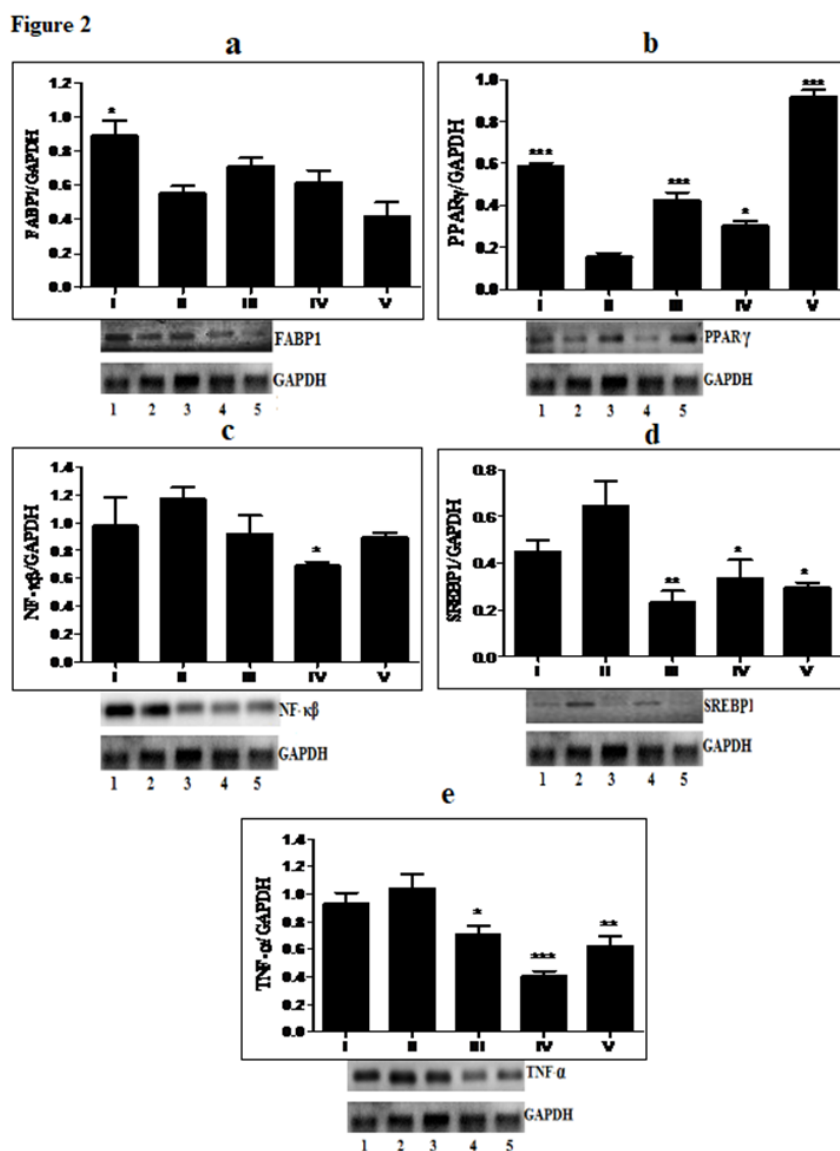 Figure 2
a
FABP1/GAPDH
1.2
1.0
0.8
0.6
0.4
0.2
0.0
*
I II III IV V
FABP1
GAPDH
1 2 3 4 5
b
PPARγ/GAPDH
1.0
0.8
0.6
0.4
0.2
0.0
*** *** * ***
I II III IV V
PPARγ
GAPDH
1 2 3 4 5
c
NF-κβ/GAPDH
1.4
1.2
1.0
0.8
0.6
0.4
0.2
0.0
*
I II III IV V
NF-κβ
GAPDH
1 2 3 4 5
d
SREBP1/GAPDH
0.8
0.6
0.4
0.2
0.0
** * *
I II III IV V
SREBP1
GAPDH
1 2 3 4 5
e
TNF-α/GAPDH
1.4
1.2
1.0
0.8
0.6
0.4
0.2
0.0
* *** **
I II III IV V
TNF-α
GAPDH
1 2 3 4 5